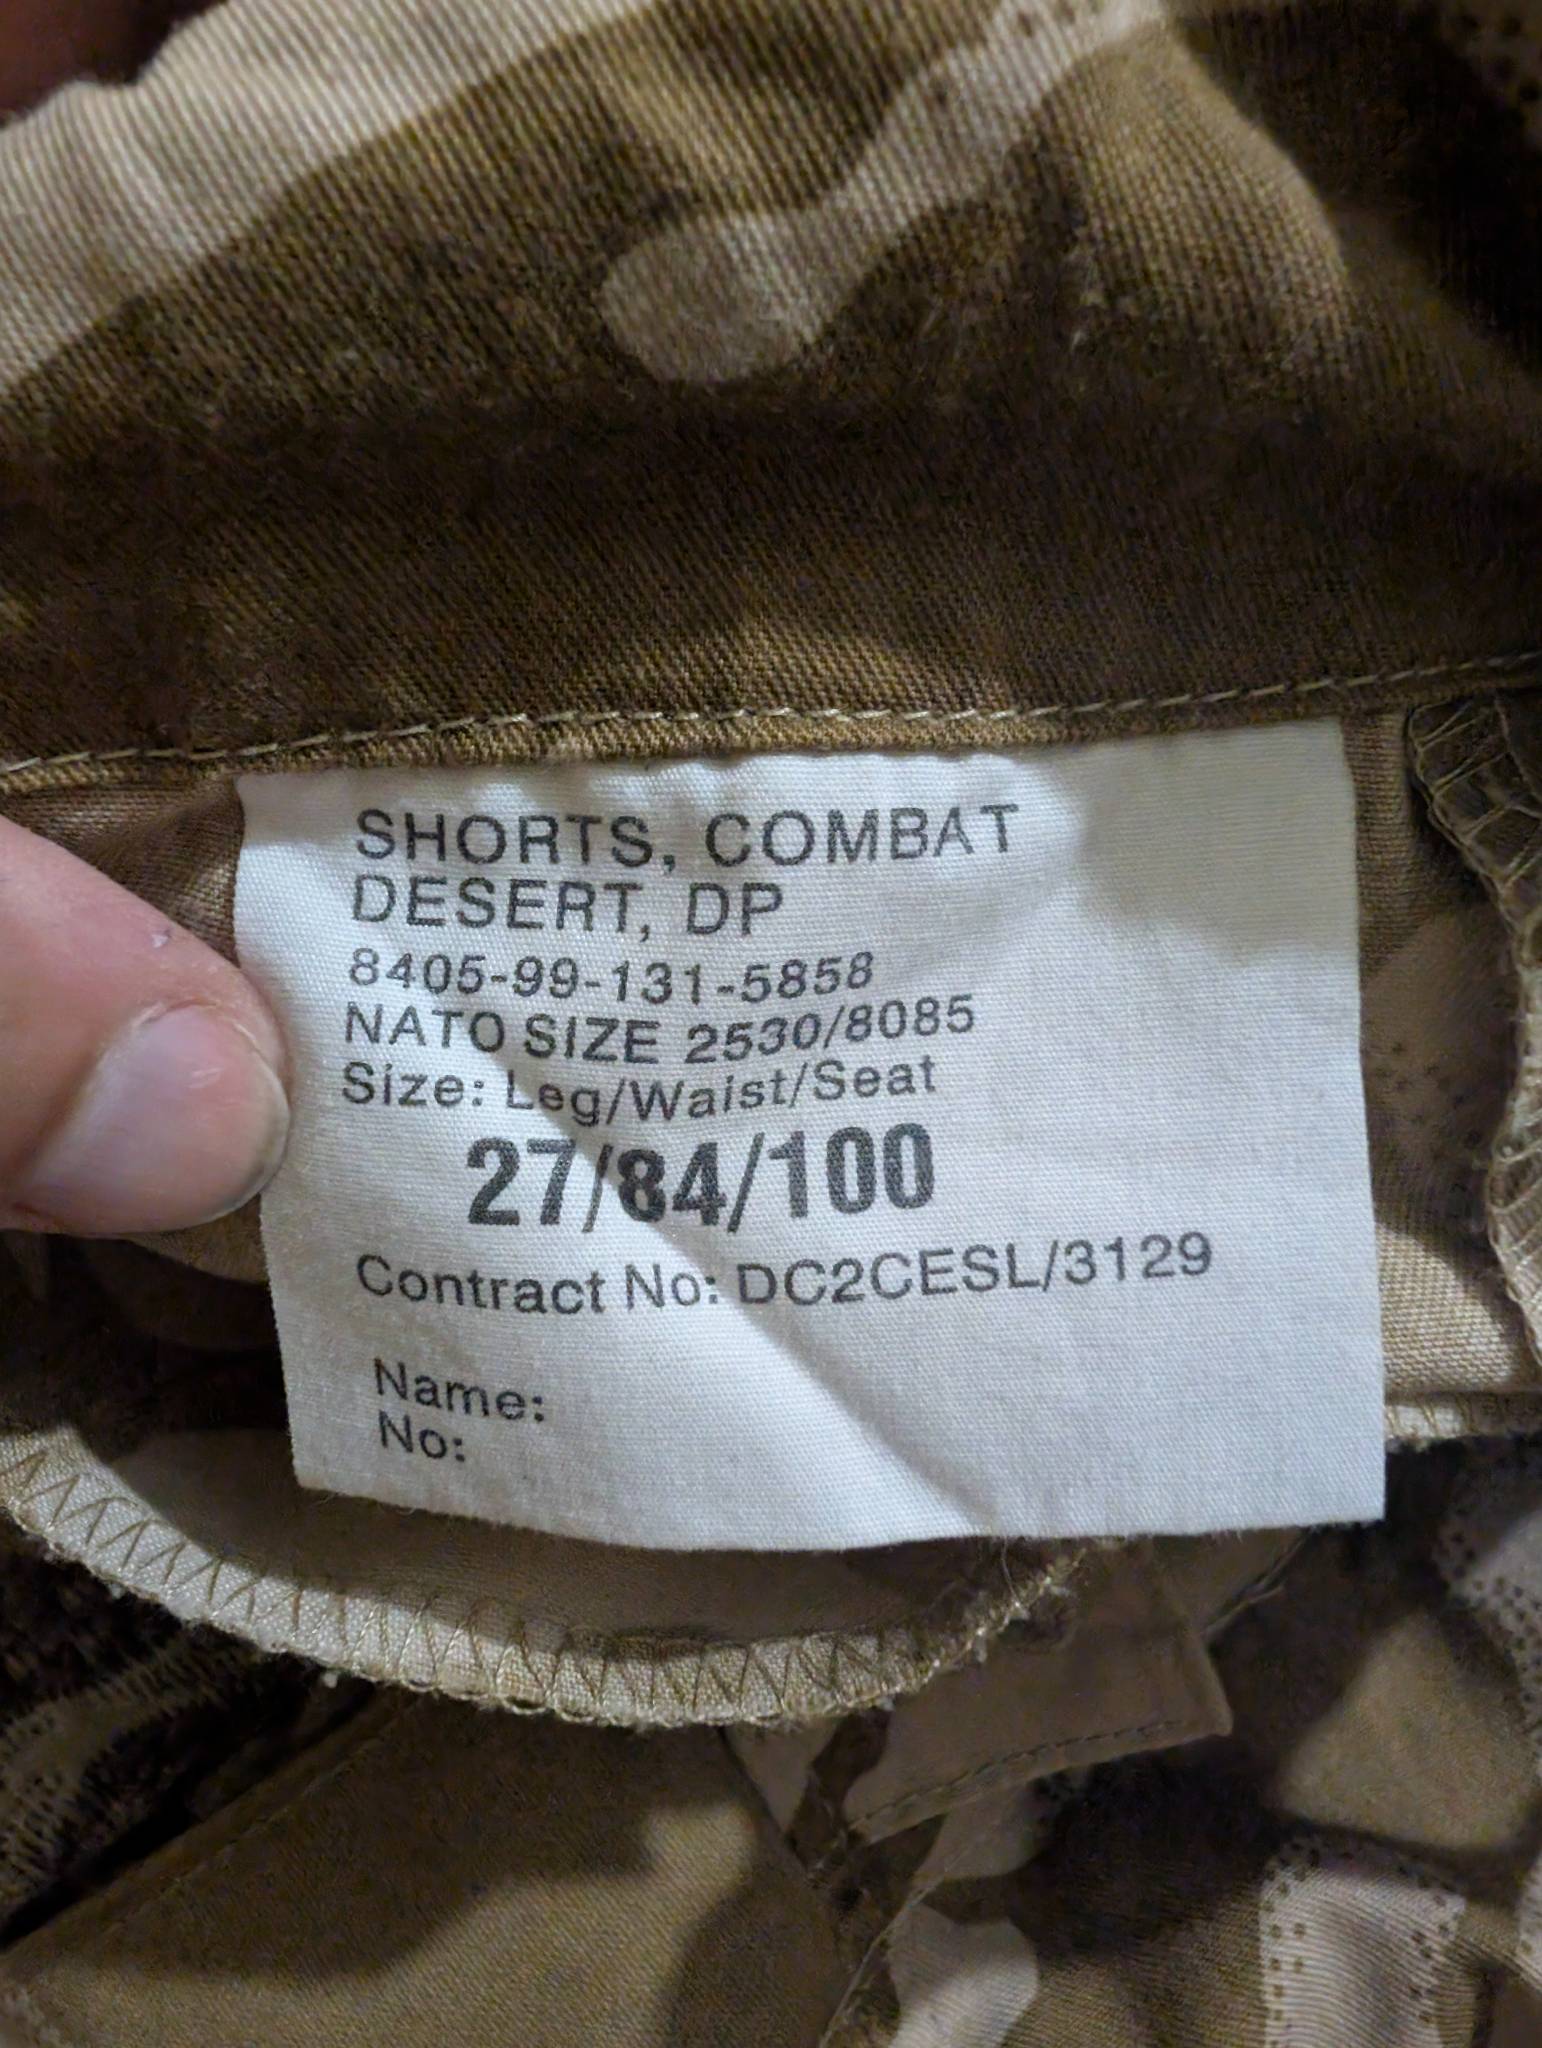 SHORTS, COMBAT
DESERT, DP
8405-99-131-5858
NATO SIZE 2530/8085
Size: Leg/Waist/Seat
27/84/100
Contract No: DC2CESL/3129
Name:
No: